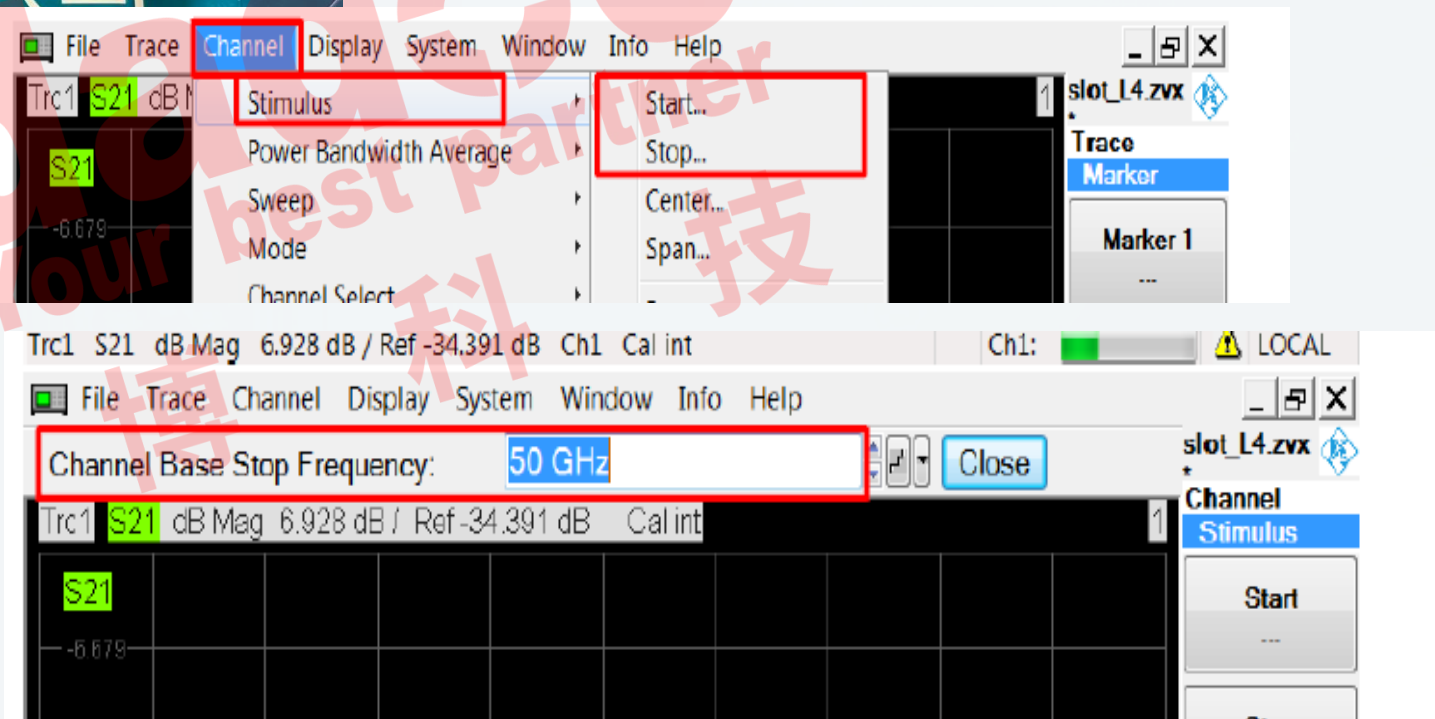 File Trace Channel Display System Window Info Help
Trc1 S21 dB M
Stimulus
Start...
1
slot_L4.zvx
*
Trace
Marker
S21
Power Bandwidth Average
Stop...
Sweep
Center...
-6.679
Mode
Span...
Marker 1
---
Channel Select
your best partner
博科技
Trc1 S21 dB Mag 6.928 dB / Ref -34.391 dB Ch1 Cal int
Ch1:
LOCAL
File Trace Channel Display System Window Info Help
Channel Base Stop Frequency: 50 GHz
Close
slot_L4.zvx
*
Channel
Stimulus
Trc1 S21 dB Mag 6.928 dB / Ref -34.391 dB Cal int
1
S21
Start
---
-6.679